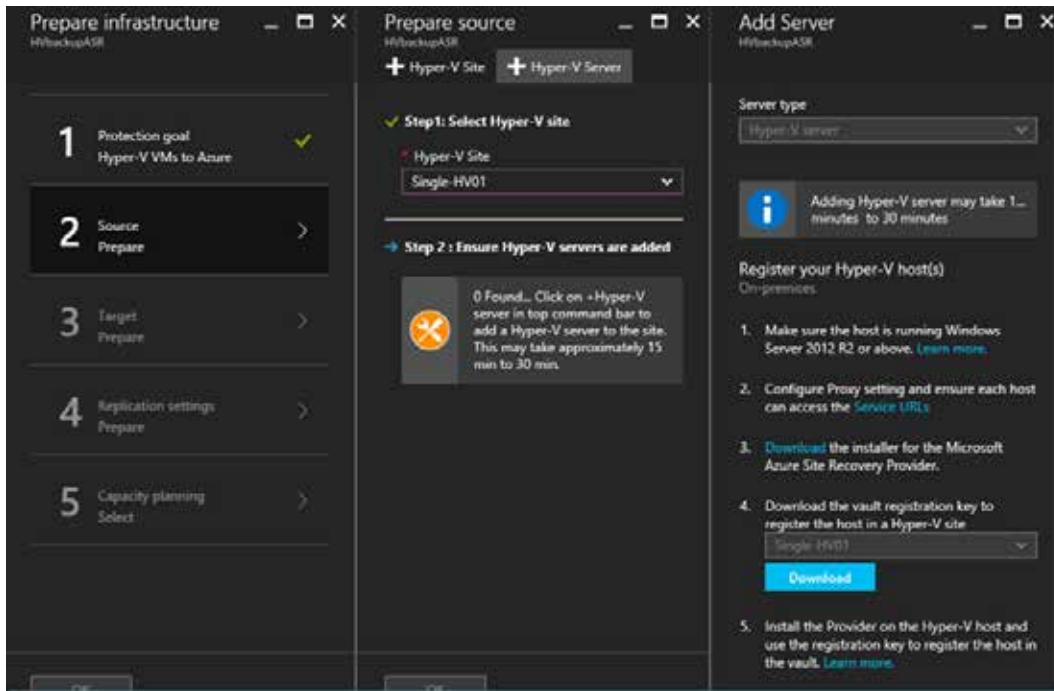 Prepare infrastructure
HVbackupASR
1
Protection goal
Hyper-V VMs to Azure
2
Source
Prepare
3
Target
Prepare
4
Replication settings
Prepare
5
Capacity planning
Select
OK
Prepare source
HVbackupASR
Hyper-V Site
Hyper-V Server
Step1: Select Hyper-V site
* Hyper-V Site
Single-HV01
Step 2 : Ensure Hyper-V servers are added
0 Found... Click on +Hyper-V
server in top command bar to
add a Hyper-V server to the site.
This may take approximately 15
min to 30 min.
OK
Add Server
HVbackupASR
Server type
Hyper-V server
Adding Hyper-V server may take 1...
minutes to 30 minutes
Register your Hyper-V host(s)
On-premises
1. Make sure the host is running Windows
Server 2012 R2 or above. Learn more.
2. Configure Proxy setting and ensure each host
can access the Service URLs
3. Download the installer for the Microsoft
Azure Site Recovery Provider.
4. Download the vault registration key to
register the host in a Hyper-V site
Single-HV01
Download
5. Install the Provider on the Hyper-V host and
use the registration key to register the host in
the vault. Learn more.